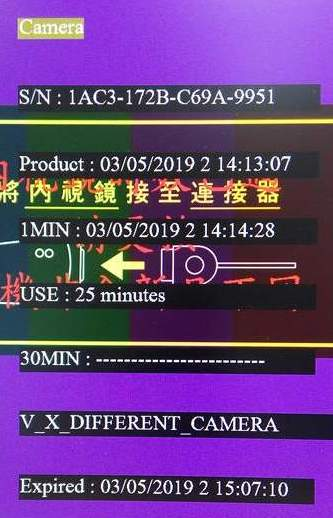 Camera
S/N : 1AC3-172B-C69A-9951
Product : 03/05/2019 2 14:13:07
將內視鏡接至連接器
1MIN : 03/05/2019 2 14:14:28
USE : 25 minutes
30MIN : ------------------------
V_X_DIFFERENT_CAMERA
Expired : 03/05/2019 2 15:07:10